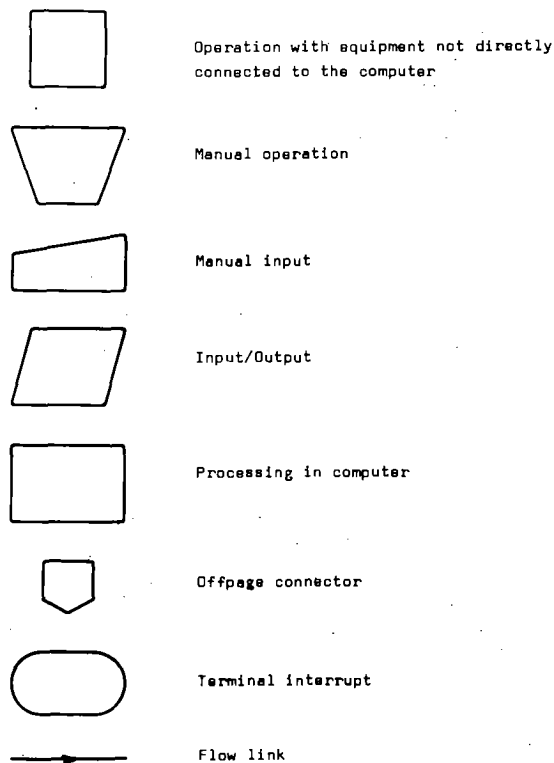 Operation with equipment not directly
connected to the computer
Manual operation
Manual input
Input/Output
Processing in computer
Offpage connector
Terminal interrupt
Flow link